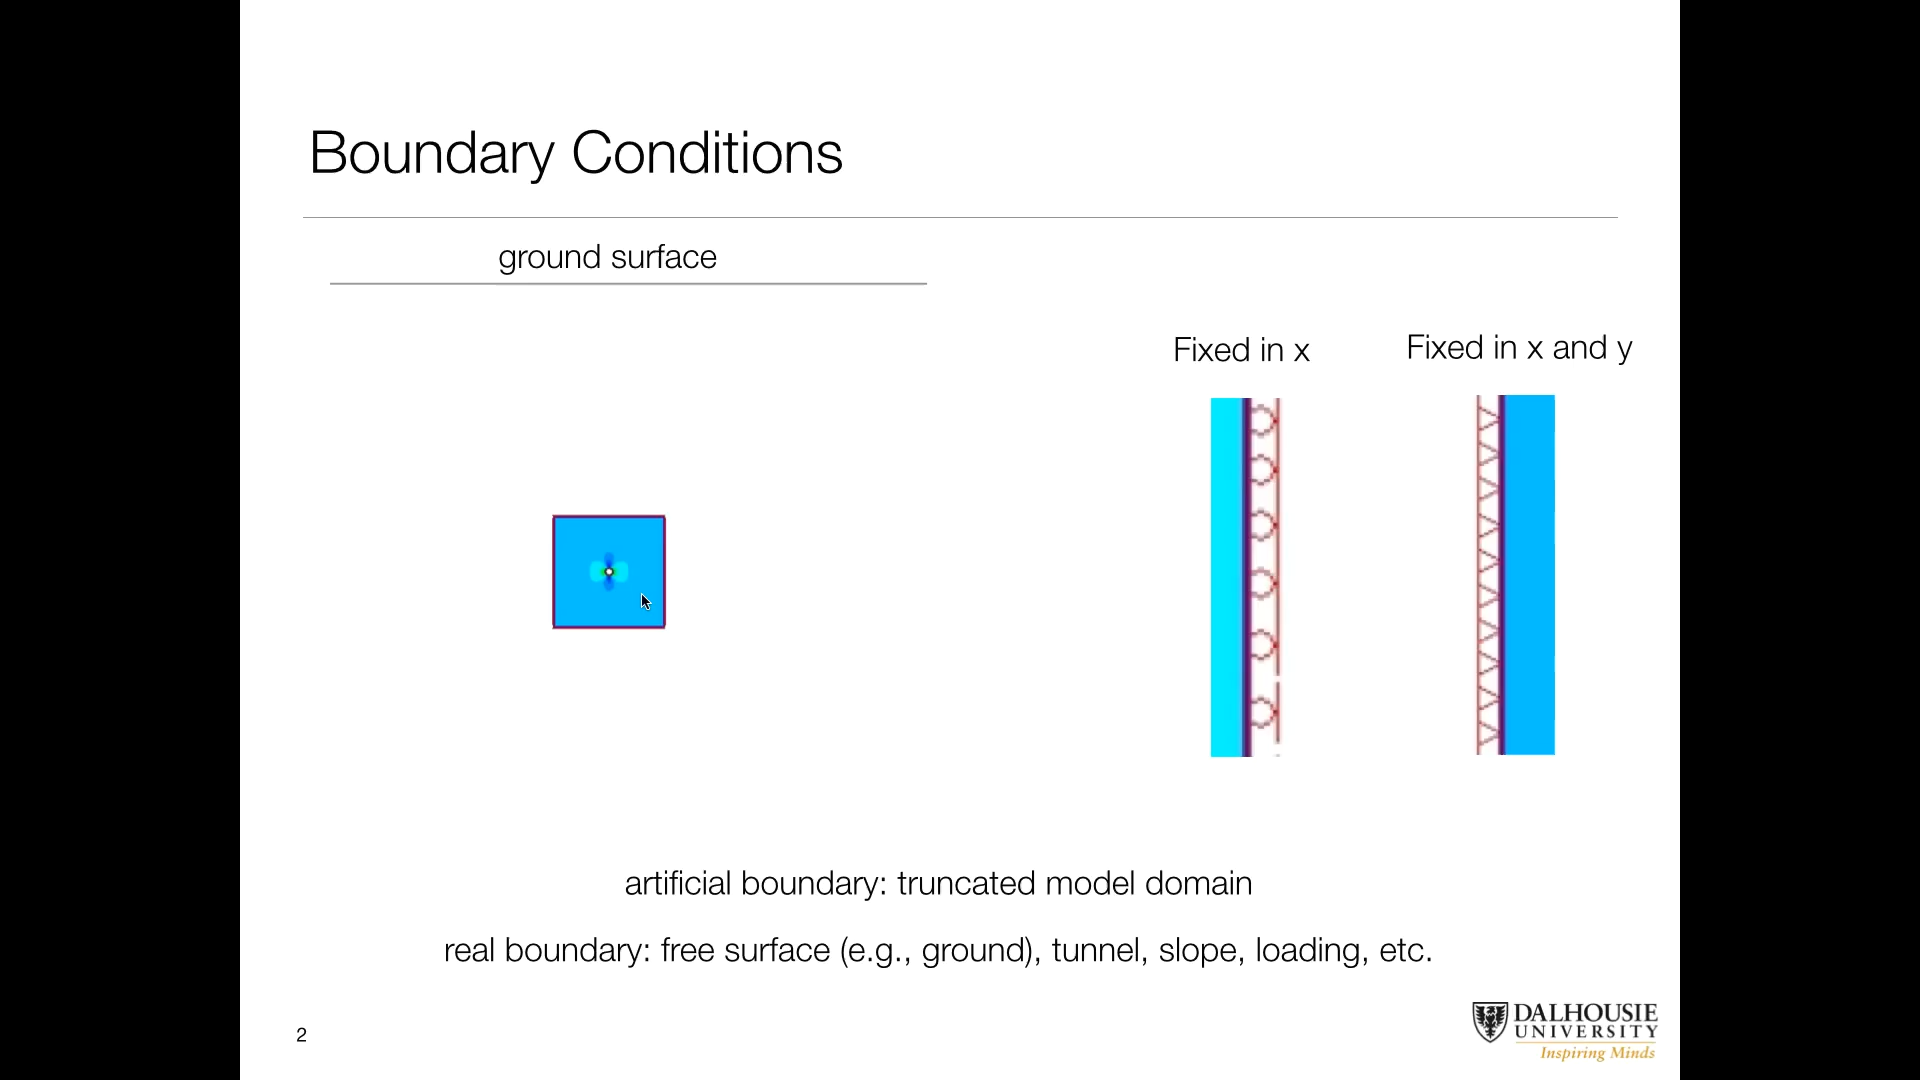 Boundary Conditions
ground surface
Fixed in x
Fixed in x and y
artificial boundary: truncated model domain
real boundary: free surface (e.g., ground), tunnel, slope, loading, etc.
2
DALHOUSIE
UNIVERSITY
Inspiring Minds